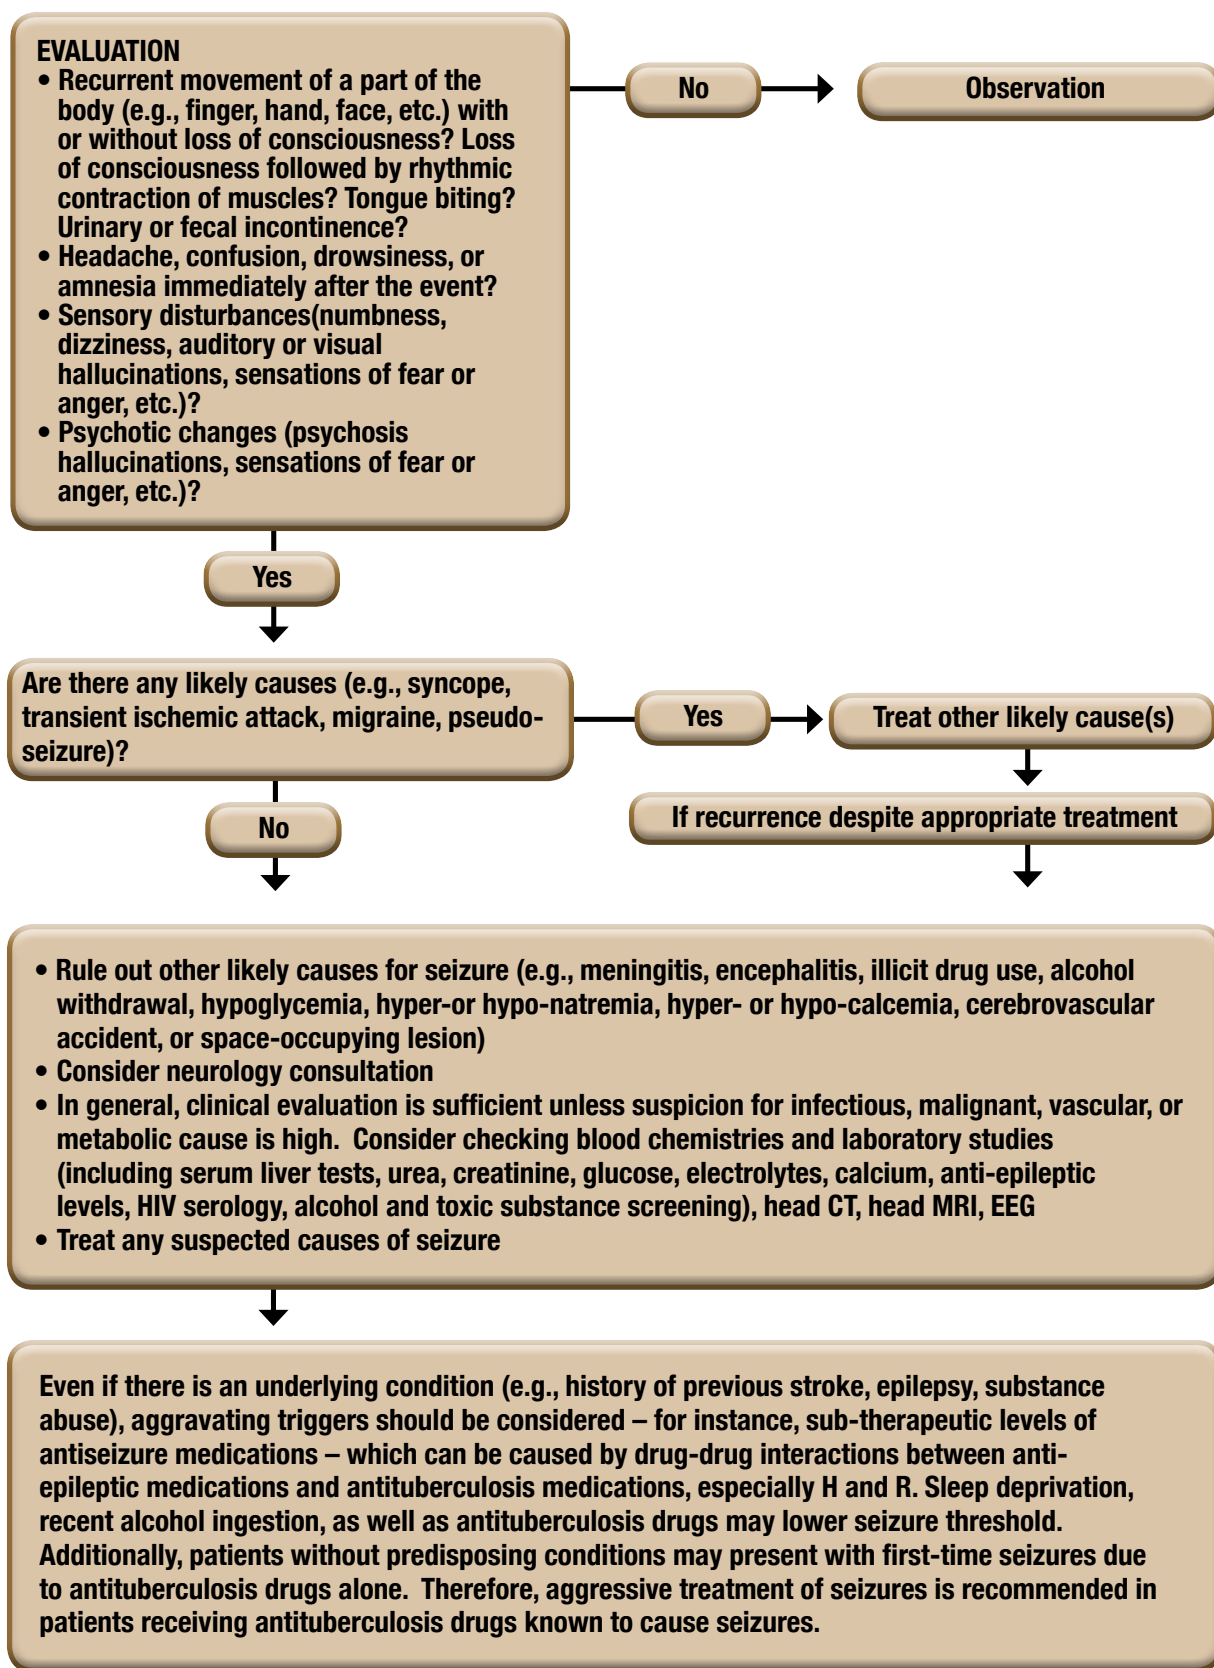 EVALUATION
• Recurrent movement of a part of the
body (e.g., finger, hand, face, etc.) with
or without loss of consciousness? Loss
of consciousness followed by rhythmic
contraction of muscles? Tongue biting?
Urinary or fecal incontinence?
• Headache, confusion, drowsiness, or
amnesia immediately after the event?
• Sensory disturbances(numbness,
dizziness, auditory or visual
hallucinations, sensations of fear or
anger, etc.)?
• Psychotic changes (psychosis
hallucinations, sensations of fear or
anger, etc.)?
No
Observation
Yes
Are there any likely causes (e.g., syncope,
transient ischemic attack, migraine, pseudo-
seizure)?
Yes
Treat other likely cause(s)
If recurrence despite appropriate treatment
No
• Rule out other likely causes for seizure (e.g., meningitis, encephalitis, illicit drug use, alcohol
withdrawal, hypoglycemia, hyper-or hypo-natremia, hyper- or hypo-calcemia, cerebrovascular
accident, or space-occupying lesion)
• Consider neurology consultation
• In general, clinical evaluation is sufficient unless suspicion for infectious, malignant, vascular, or
metabolic cause is high.  Consider checking blood chemistries and laboratory studies
(including serum liver tests, urea, creatinine, glucose, electrolytes, calcium, anti-epileptic
levels, HIV serology, alcohol and toxic substance screening), head CT, head MRI, EEG
• Treat any suspected causes of seizure
Even if there is an underlying condition (e.g., history of previous stroke, epilepsy, substance
abuse), aggravating triggers should be considered – for instance, sub-therapeutic levels of
antiseizure medications – which can be caused by drug-drug interactions between anti-
epileptic medications and antituberculosis medications, especially H and R. Sleep deprivation,
recent alcohol ingestion, as well as antituberculosis drugs may lower seizure threshold.
Additionally, patients without predisposing conditions may present with first-time seizures due
to antituberculosis drugs alone.  Therefore, aggressive treatment of seizures is recommended in
patients receiving antituberculosis drugs known to cause seizures.